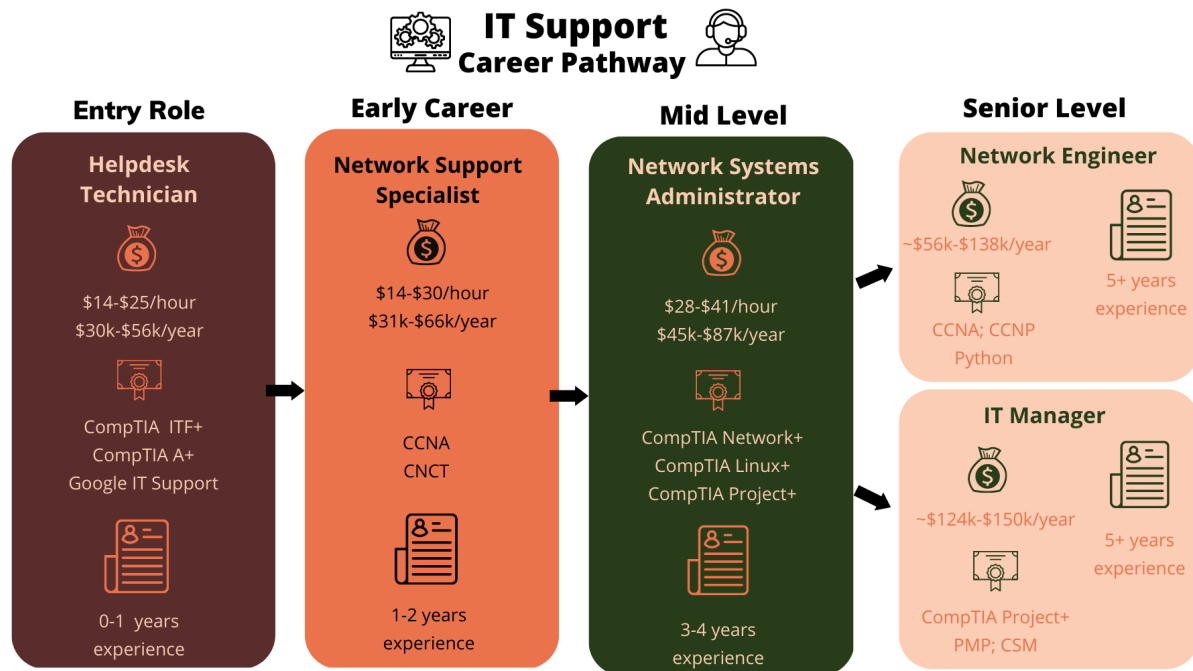 IT Support
Career Pathway
Entry Role
Helpdesk
Technician
$14-$25/hour
$30k-$56k/year
CompTIA ITF+
CompTIA A+
Google IT Support
0-1 years
experience
Early Career
Network Support
Specialist
$14-$30/hour
$31k-$66k/year
CCNA
CNCT
1-2 years
experience
Mid Level
Network Systems
Administrator
$28-$41/hour
$45k-$87k/year
CompTIA Network+
CompTIA Linux+
CompTIA Project+
3-4 years
experience
Senior Level
Network Engineer
~$56k-$138k/year
CCNA; CCNP
Python
5+ years
experience
IT Manager
~$124k-$150k/year
CompTIA Project+
PMP; CSM
5+ years
experience